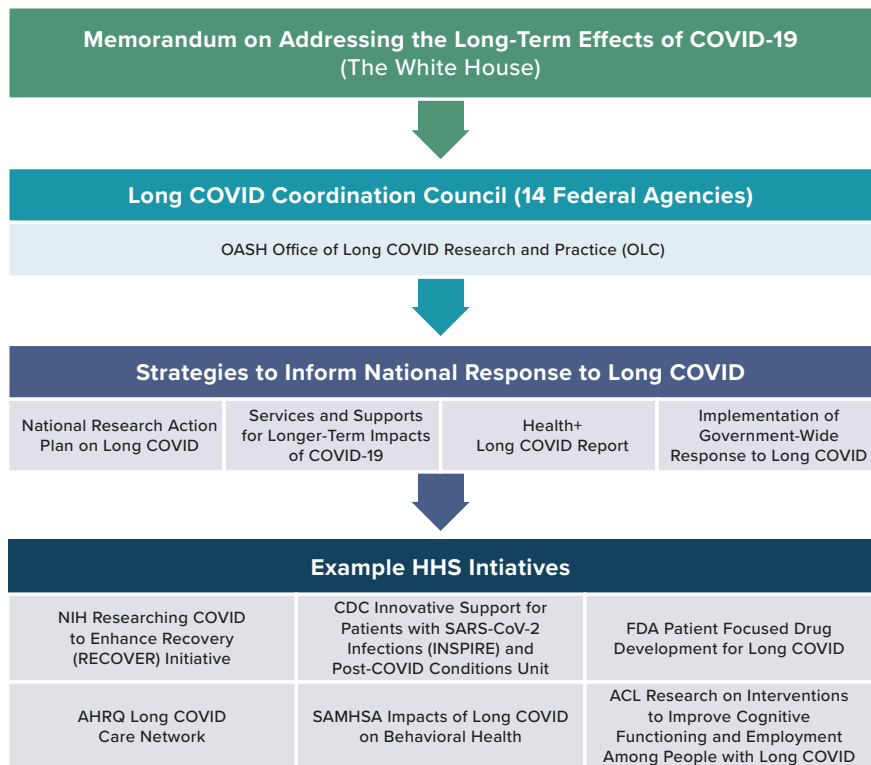 Memorandum on Addressing the Long-Term Effects of COVID-19
(The White House)
Long COVID Coordination Council (14 Federal Agencies)
OASH Office of Long COVID Research and Practice (OLC)
Strategies to Inform National Response to Long COVID
National Research Action
Plan on Long COVID
Services and Supports
for Longer-Term Impacts
of COVID-19
Health+
Long COVID Report
Implementation of
Government-Wide
Response to Long COVID
Example HHS Intiatives
NIH Researching COVID
to Enhance Recovery
(RECOVER) Initiative
CDC Innovative Support for
Patients with SARS-CoV-2
Infections (INSPIRE) and
Post-COVID Conditions Unit
FDA Patient Focused Drug
Development for Long COVID
AHRQ Long COVID
Care Network
SAMHSA Impacts of Long COVID
on Behavioral Health
ACL Research on Interventions
to Improve Cognitive
Functioning and Employment
Among People with Long COVID